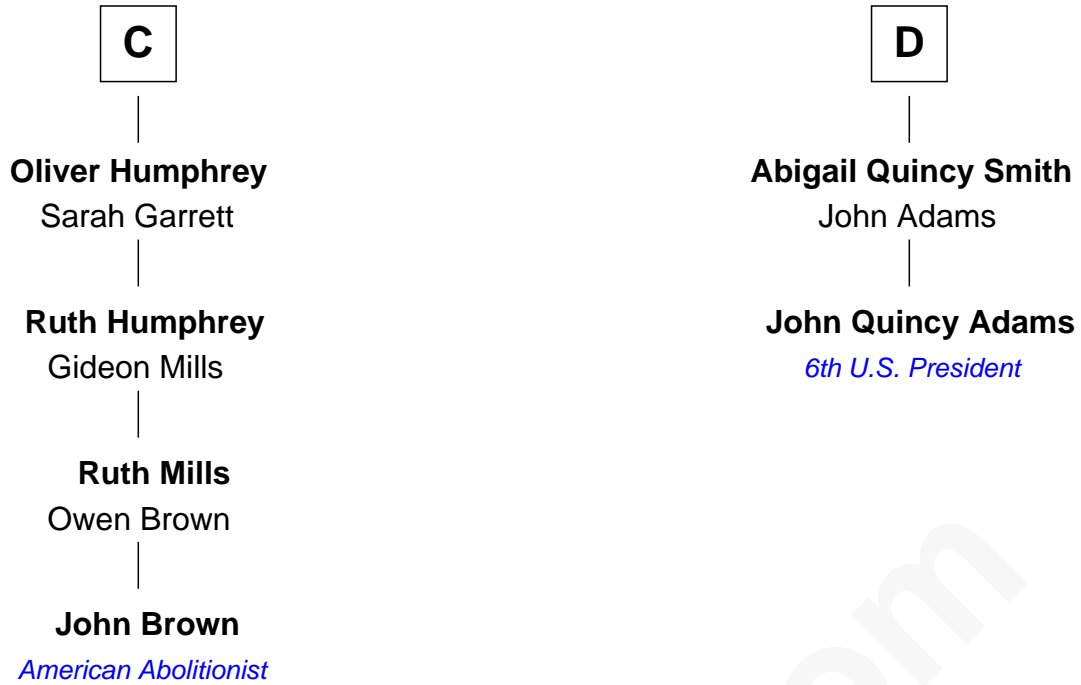 C
Oliver Humphrey
Sarah Garrett
Ruth Humphrey
Gideon Mills
Ruth Mills
Owen Brown
John Brown
American Abolitionist
D
Abigail Quincy Smith
John Adams
John Quincy Adams
6th U.S. President
om